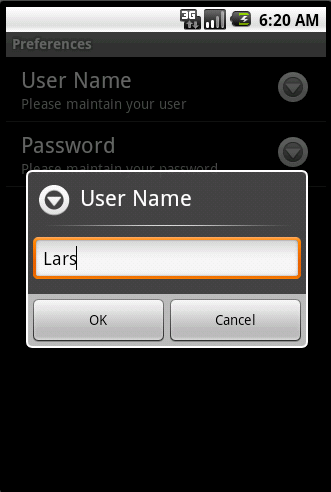 3G
6:20 AM
Preferences
User Name
Please maintain your user
Password
Please maintain your password
User Name
Lars
OK
Cancel